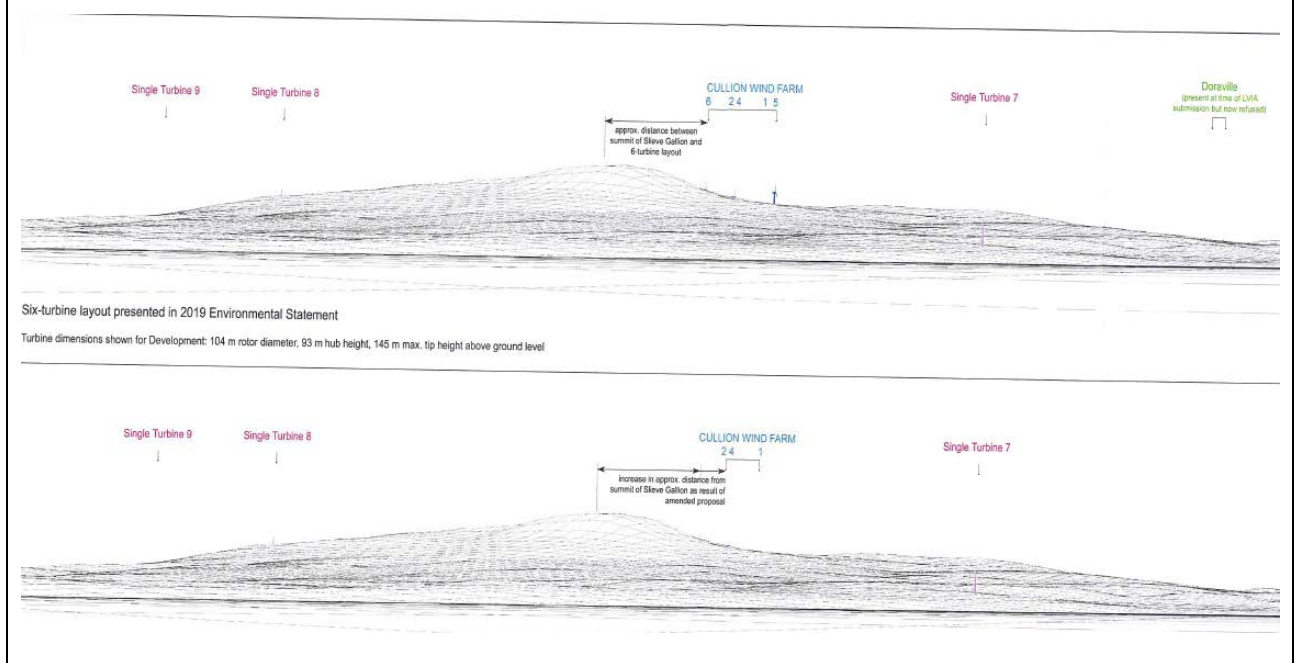 Single Turbine 9
Single Turbine 8
CULLION WIND FARM
6 2 4 1 5
Single Turbine 7
Doraville
(present at time of LVIA
submission but now refused)
approx. distance between
summit of Slieve Gallion and
6-turbine layout
Six-turbine layout presented in 2019 Environmental Statement
Turbine dimensions shown for Development: 104 m rotor diameter, 93 m hub height, 145 m max. tip height above ground level
Single Turbine 9
Single Turbine 8
CULLION WIND FARM
2 4 1
Single Turbine 7
increase in approx. distance from
summit of Slieve Gallion as result of
amended proposal